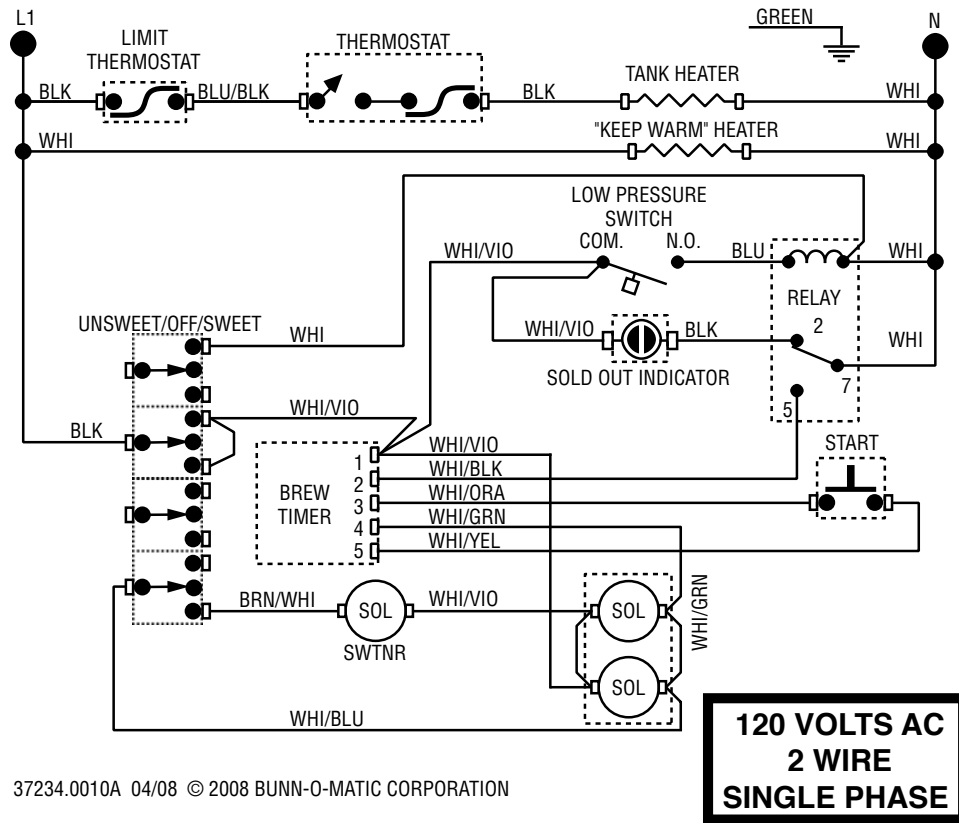 L1
GREEN
N
LIMIT
THERMOSTAT
THERMOSTAT
BLK
BLU/BLK
BLK
TANK HEATER
WHI
WHI
"KEEP WARM" HEATER
WHI
LOW PRESSURE
SWITCH
COM.
N.O.
WHI/VIO
BLU
WHI
RELAY
UNSWEET/OFF/SWEET
WHI
WHI/VIO
BLK
2
WHI
SOLD OUT INDICATOR
7
5
WHI/VIO
BLK
START
BREW
TIMER
1
2
3
4
5
WHI/VIO
WHI/BLK
WHI/ORA
WHI/GRN
WHI/YEL
BRN/WHI
SOL
SWTNR
WHI/VIO
SOL
SOL
WHI/GRN
WHI/BLU
120 VOLTS AC
2 WIRE
SINGLE PHASE
37234.0010A 04/08 © 2008 BUNN-O-MATIC CORPORATION